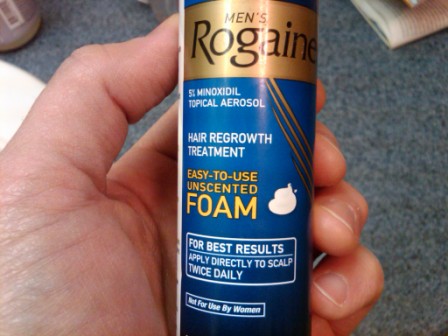 MEN'S
Rogaine
5% MINOXIDIL
TOPICAL AEROSOL
HAIR REGROWTH
TREATMENT
EASY-TO-USE
UNSCENTED
FOAM
FOR BEST RESULTS
APPLY DIRECTLY TO SCALP
TWICE DAILY
Not For Use By Women